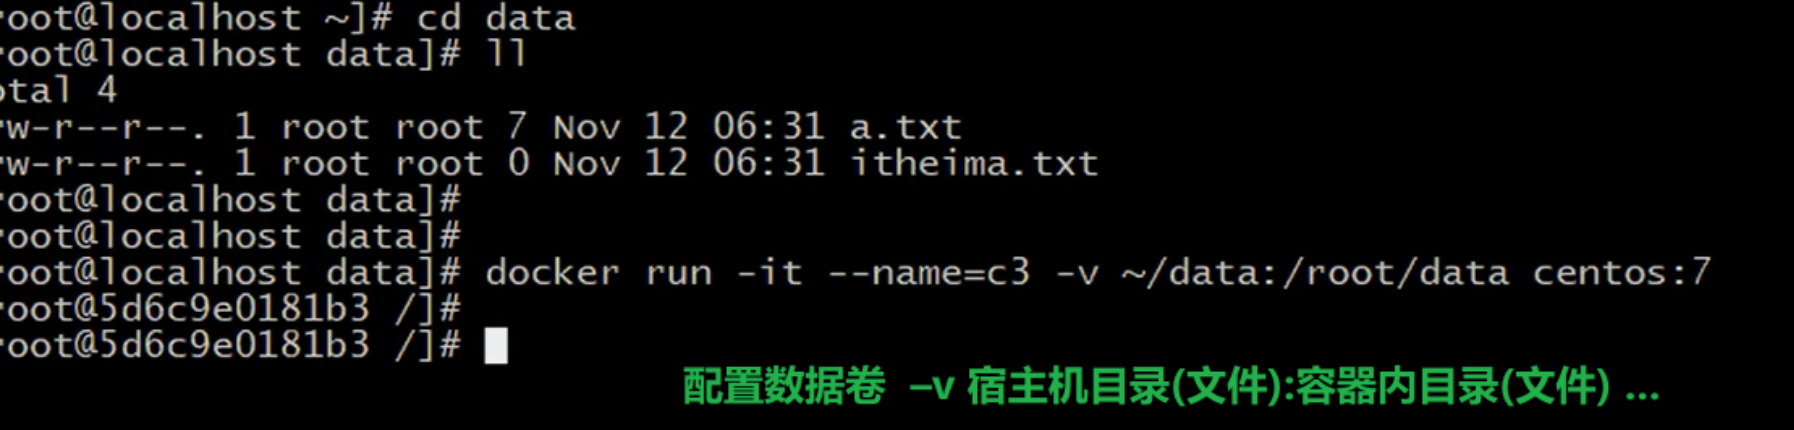 root@localhost ~]# cd data
root@localhost data]# ll
otal 4
rw-r--r--. 1 root root 7 Nov 12 06:31 a.txt
rw-r--r--. 1 root root 0 Nov 12 06:31 itheima.txt
root@localhost data]#
root@localhost data]#
root@localhost data]# docker run -it --name=c3 -v ~/data:/root/data centos:7
root@5d6c9e0181b3 /]#
root@5d6c9e0181b3 /]#
配置数据卷 –v 宿主机目录(文件):容器内目录(文件) ...